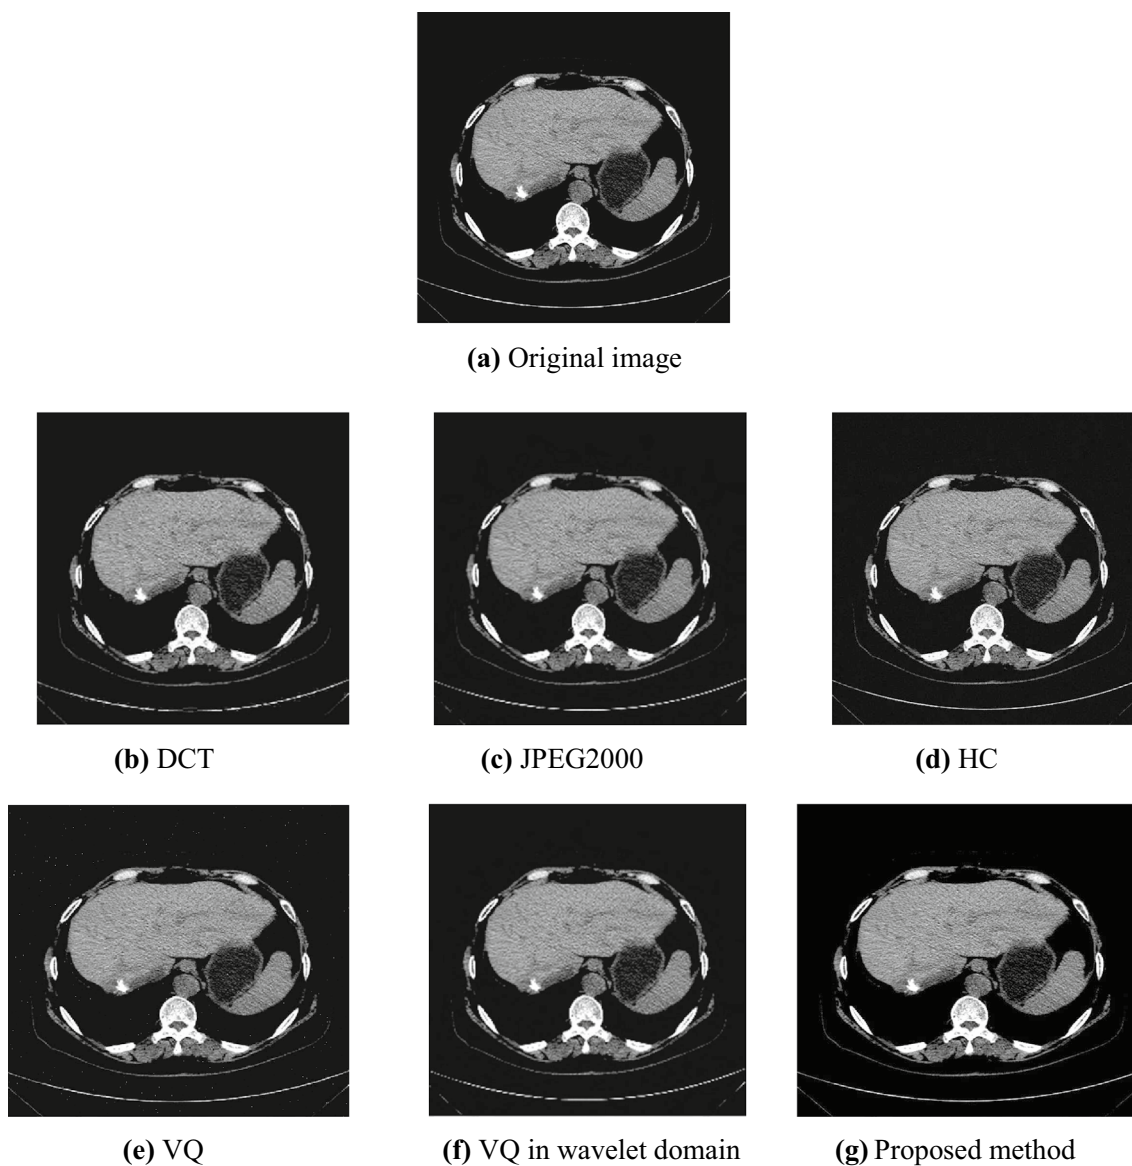 (a) Original image
(b) DCT
(c) JPEG2000
(d) HC
(e) VQ
(f) VQ in wavelet domain
(g) Proposed method